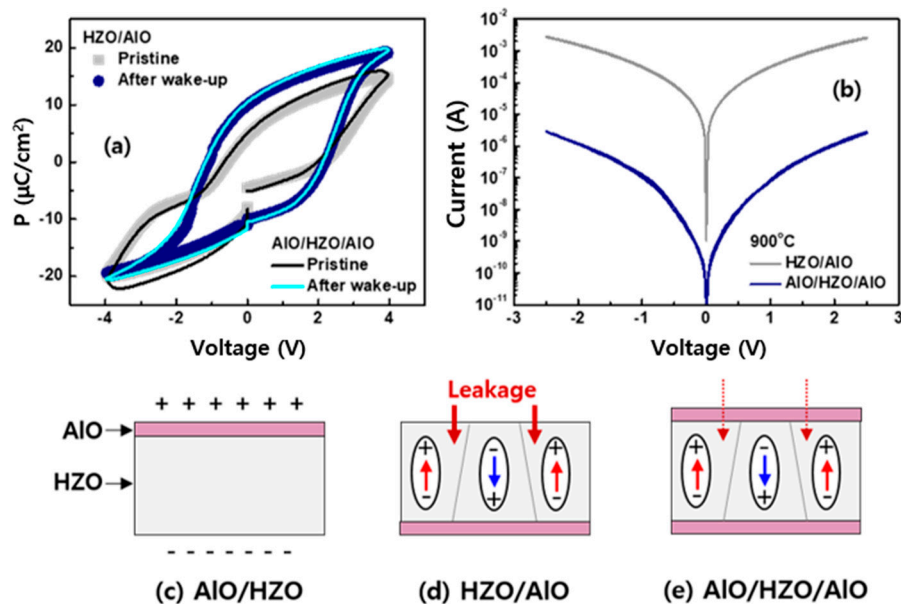 HZO/AlO
Pristine
After wake-up
(a)
AlO/HZO/AlO
Pristine
After wake-up
20
10
0
-10
-20
P (µC/cm²)
-4
-2
0
2
4
Voltage (V)
10⁻²
10⁻³
10⁻⁴
10⁻⁵
10⁻⁶
10⁻⁷
10⁻⁸
10⁻⁹
10⁻¹⁰
10⁻¹¹
Current (A)
(b)
900°C
HZO/AlO
AlO/HZO/AlO
-3
-2
-1
0
1
2
3
Voltage (V)
+ + + + + +
AlO
HZO
- - - - - - -
(c) AlO/HZO
Leakage
+ - +
- + -
(d) HZO/AlO
+ - +
- + -
(e) AlO/HZO/AlO